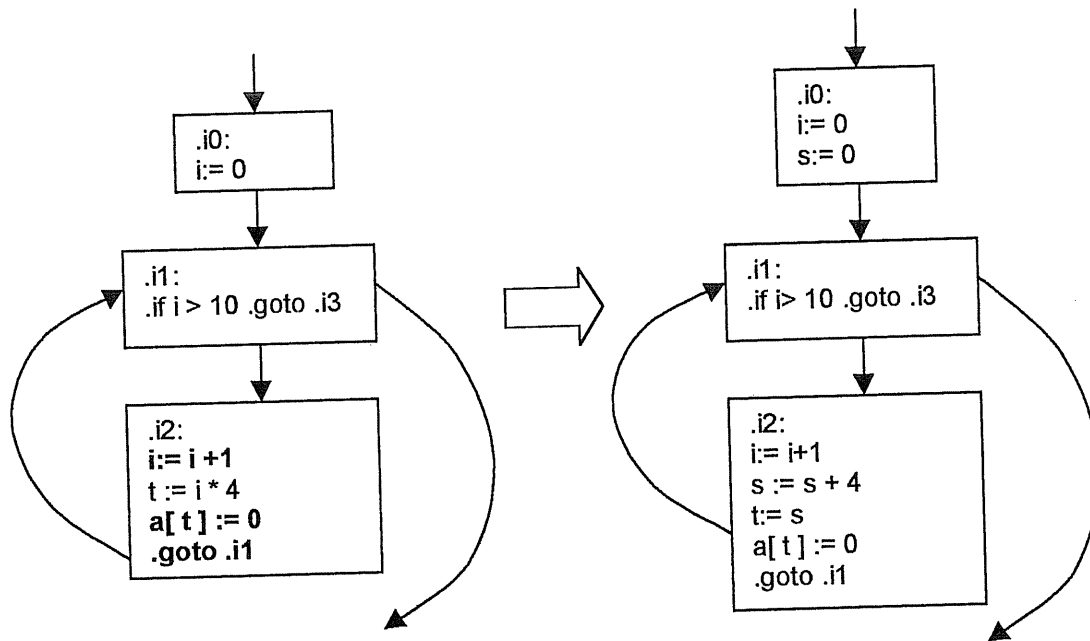 .i0:
i:= 0
.i1:
.if i > 10 .goto .i3
.i2:
i:= i +1
t := i * 4
a[ t ] := 0
.goto .i1
.i0:
i:= 0
s:= 0
.i1:
.if i> 10 .goto .i3
.i2:
i:= i+1
s := s + 4
t:= s
a[ t ] := 0
.goto .i1